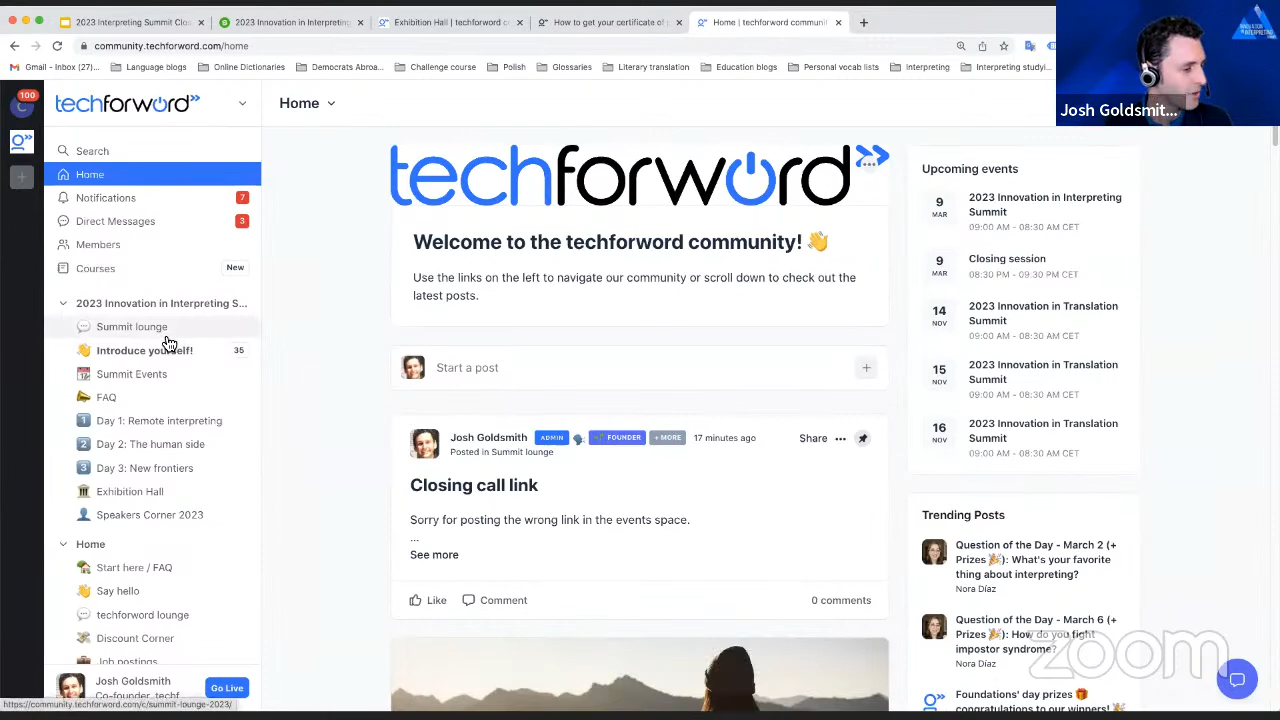 2023 Interpreting Summit Clo
2023 Innovation in Interpreting
Exhibition Hall | techforword c
How to get your certificate of
Home | techforword communi
community.techforword.com/home
Gmail - Inbox (27)...
Language blogs
Online Dictionaries
Democrats Abroa...
Challenge course
Polish
Glossaries
Literary translation
Education blogs
Personal vocab lists
Interpreting
Interpreting studyi...
Josh Goldsmit...
100
techforword
Home
Search
Home
Notifications
7
Direct Messages
3
Members
Courses
New
2023 Innovation in Interpreting S...
Summit lounge
Introduce yourself!
35
Summit Events
FAQ
1 Day 1: Remote interpreting
2 Day 2: The human side
3 Day 3: New frontiers
Exhibition Hall
Speakers Corner 2023
Home
Start here / FAQ
Say hello
techforword lounge
Discount Corner
Job postings
Josh Goldsmith
Co-founder, techf
Go Live
https://community.techforword.com/c/summit-lounge-2023/
techforword
Welcome to the techforword community! 👋
Use the links on the left to navigate our community or scroll down to check out the
latest posts.
Start a post
Josh Goldsmith
ADMIN
FOUNDER
+ MORE
17 minutes ago
Share
Posted in Summit lounge
Closing call link
Sorry for posting the wrong link in the events space.
...
See more
Like
Comment
0 comments
Upcoming events
9
MAR
2023 Innovation in Interpreting
Summit
09:00 AM - 08:30 AM CET
9
MAR
Closing session
08:30 PM - 09:30 PM CET
14
NOV
2023 Innovation in Translation
Summit
09:00 AM - 08:30 AM CET
15
NOV
2023 Innovation in Translation
Summit
09:00 AM - 08:30 AM CET
16
NOV
2023 Innovation in Translation
Summit
09:00 AM - 08:30 AM CET
Trending Posts
Question of the Day - March 2 (+
Prizes 🎉): What's your favorite
thing about interpreting?
Nora Díaz
Question of the Day - March 6 (+
Prizes 🎉): How do you fight
impostor syndrome?
Nora Díaz
Foundations' day prizes 🎁
congratulations to our winners! 🎉
zoom